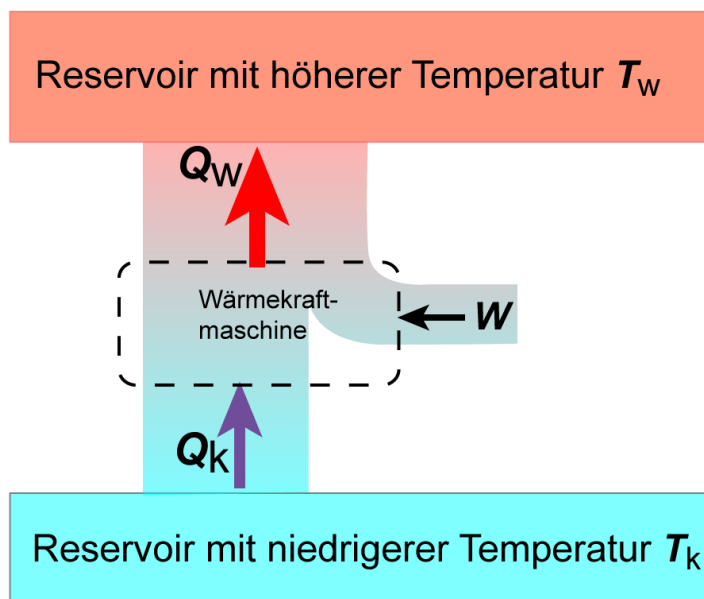 Reservoir mit höherer Temperatur Tw
Qw
Wärmekraft-
maschine
W
Qk
Reservoir mit niedrigerer Temperatur Tk